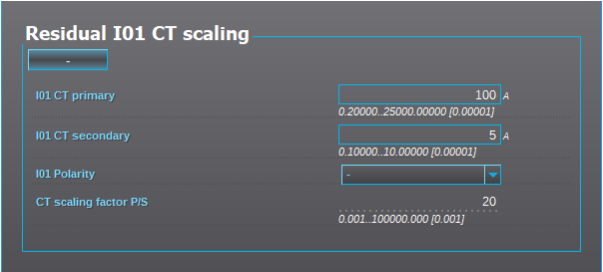 Residual I01 CT scaling
-
I01 CT primary 100 A
0.20000..25000.00000 [0.00001]
I01 CT secondary 5 A
0.10000..10.00000 [0.00001]
I01 Polarity -
CT scaling factor P/S 20
0.001..100000.000 [0.001]